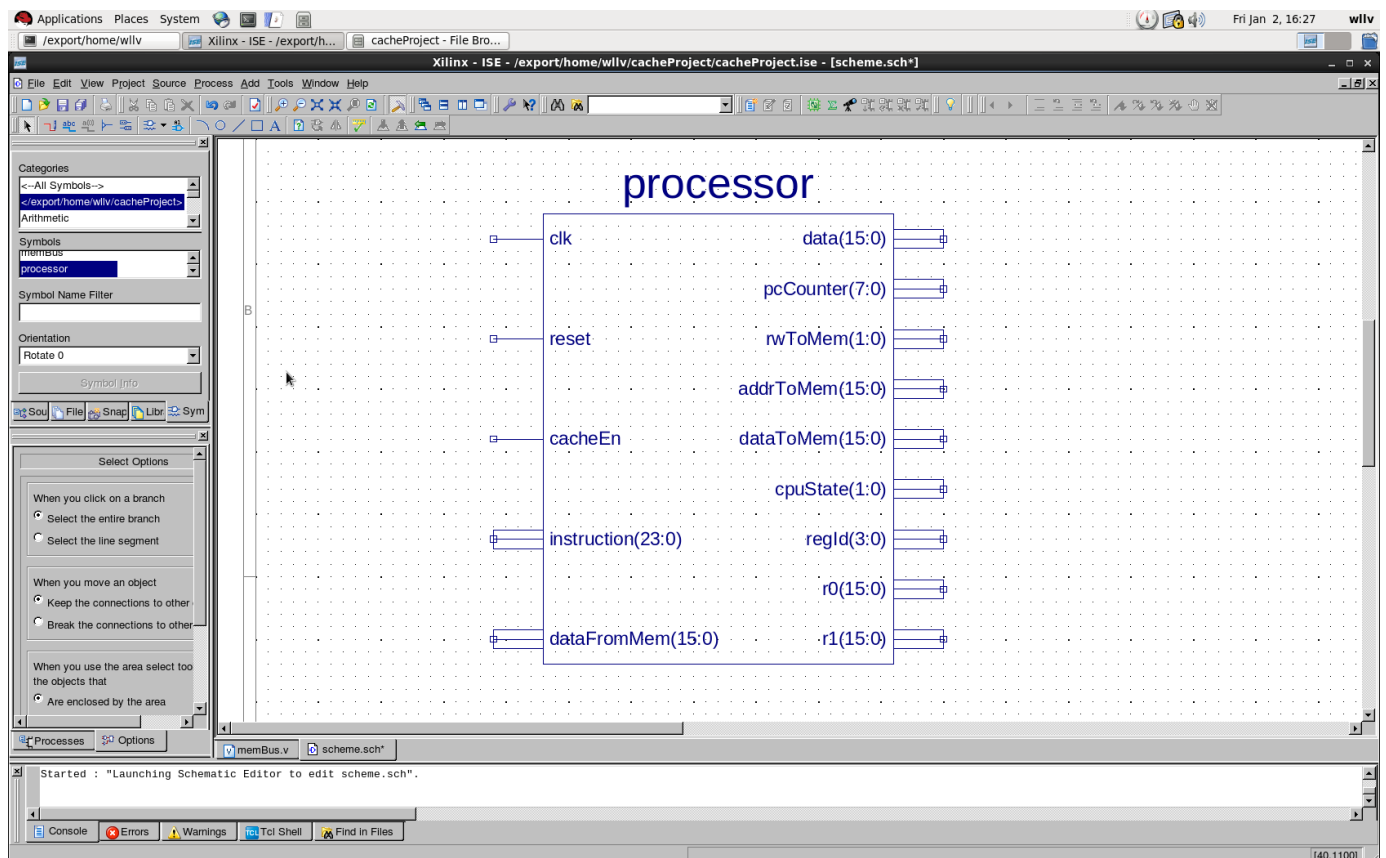 Applications Places System Fri Jan 2, 16:27 wllv
/export/home/wllv Xilinx - ISE - /export/h... cacheProject - File Bro...
Xilinx - ISE - /export/home/wllv/cacheProject/cacheProject.ise - [scheme.sch*]
File Edit View Project Source Process Add Tools Window Help
Categories
<--All Symbols-->
</export/home/wllv/cacheProject>
Arithmetic
Symbols
memBus
processor
Symbol Name Filter
Orientation
Rotate 0
Symbol Info
Sou File Snap Libr Sym
Select Options
When you click on a branch
Select the entire branch
Select the line segment
When you move an object
Keep the connections to other
Break the connections to other
When you use the area select too
the objects that
Are enclosed by the area
Processes Options
B
processor
clk data(15:0)
pcCounter(7:0)
reset rwToMem(1:0)
addrToMem(15:0)
cacheEn dataToMem(15:0)
cpuState(1:0)
instruction(23:0) regId(3:0)
r0(15:0)
dataFromMem(15:0) r1(15:0)
memBus.v scheme.sch*
Started : "Launching Schematic Editor to edit scheme.sch".
Console Errors Warnings Tcl Shell Find in Files
[40,1100]